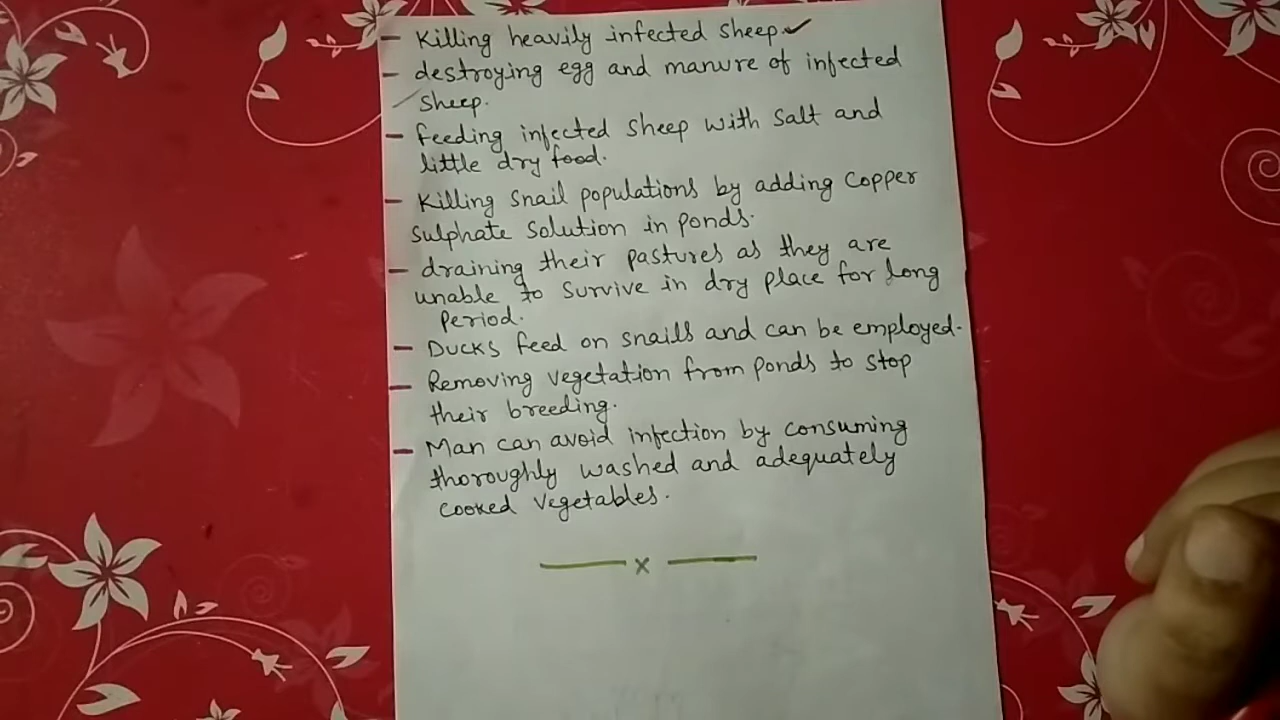 - Killing heavily infected sheep ✓
- destroying egg and manure of infected
sheep.
- feeding infected sheep with salt and
little dry food.
- Killing snail populations by adding copper
sulphate solution in ponds.
- draining their pastures as they are
unable to survive in dry place for long
period.
- Ducks feed on snails and can be employed.
- Removing vegetation from ponds to stop
their breeding.
- Man can avoid infection by consuming
thoroughly washed and adequately
cooked vegetables.
x